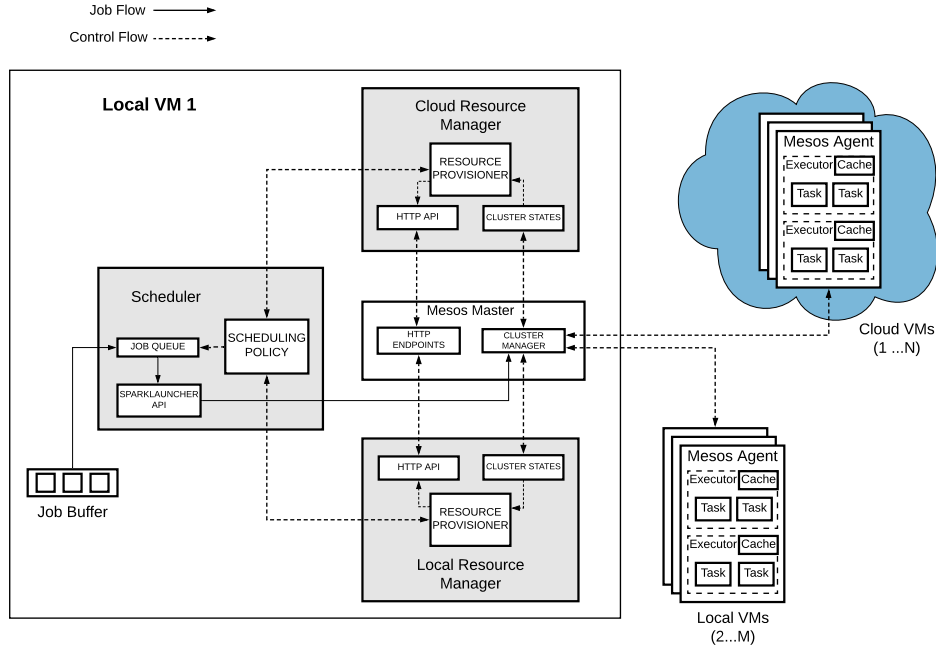 Job Flow
Control Flow
Local VM 1
Cloud Resource
Manager
RESOURCE
PROVISIONER
HTTP API
CLUSTER STATES
Scheduler
JOB QUEUE
SCHEDULING
POLICY
SPARKLAUNCHER
API
Mesos Master
HTTP
ENDPOINTS
CLUSTER
MANAGER
HTTP API
CLUSTER STATES
RESOURCE
PROVISIONER
Local Resource
Manager
Job Buffer
Mesos Agent
Executor
Cache
Task
Task
Executor
Cache
Task
Task
Cloud VMs
(1 ...N)
Mesos Agent
Executor
Cache
Task
Task
Executor
Cache
Task
Task
Local VMs
(2...M)